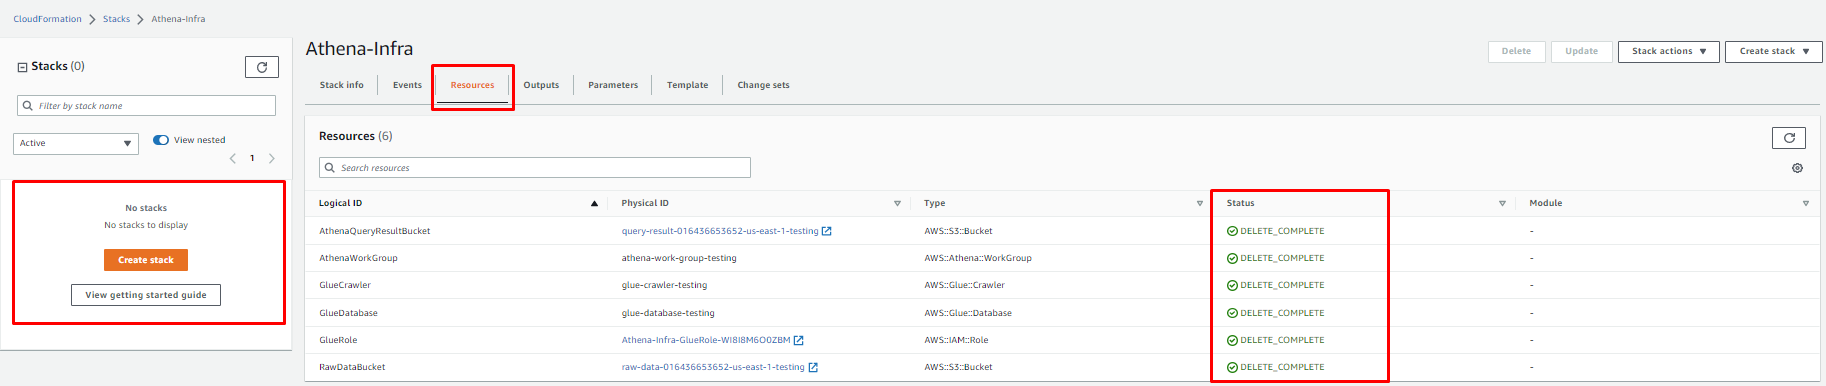 CloudFormation > Stacks > Athena-Infra
Stacks (0)
Filter by stack name
Active
View nested
1
No stacks
No stacks to display
Create stack
View getting started guide
Athena-Infra
Delete Update Stack actions Create stack
Stack info Events Resources Outputs Parameters Template Change sets
Resources (6)
Search resources
Logical ID Physical ID Type Status Module
AthenaQueryResultBucket query-result-016436653652-us-east-1-testing AWS::S3::Bucket DELETE_COMPLETE -
AthenaWorkGroup athena-work-group-testing AWS::Athena::WorkGroup DELETE_COMPLETE -
GlueCrawler glue-crawler-testing AWS::Glue::Crawler DELETE_COMPLETE -
GlueDatabase glue-database-testing AWS::Glue::Database DELETE_COMPLETE -
GlueRole Athena-Infra-GlueRole-WI8I8M6O0ZBM AWS::IAM::Role DELETE_COMPLETE -
RawDataBucket raw-data-016436653652-us-east-1-testing AWS::S3::Bucket DELETE_COMPLETE -